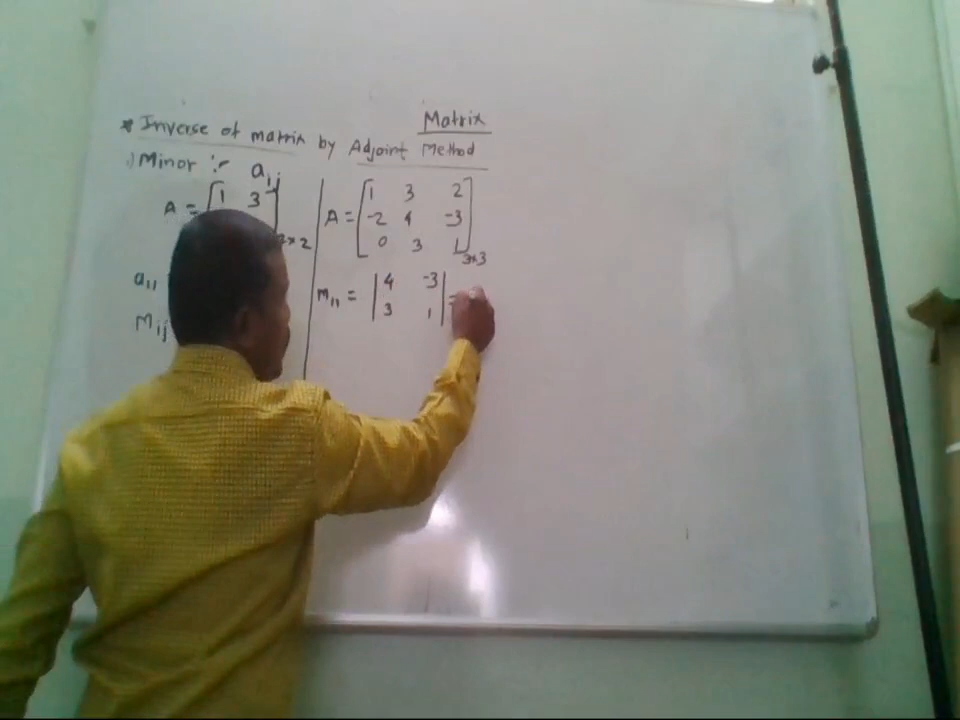 Matrix
* Inverse of matrix by Adjoint Method
1) Minor :- aij
A = [ 1 3
2×2
a11
Mij
A = [ 1 3 2
-2 4 -3
0 3 1 ]3×3
M11 = | 4 -3
3 1 | =